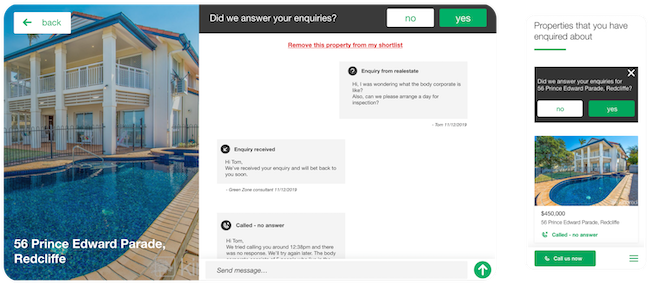 back
Did we answer your enquiries?
no
yes
Remove this property from my shortlist
Enquiry from realestate
Hi, I was wondering what the body corporate is
like?
Also, can we please arrange a day for
inspection?
- Tom 11/12/2019
Enquiry received
Hi Tom,
We've received your enquiry and will bet back to
you soon.
- Green Zone consultant 11/12/2019
Called - no answer
Hi Tom,
We tried calling you around 12:38pm and there
was no response. We'll try again later. The body
56 Prince Edward Parade,
Redcliffe
Send message....
Properties that you have
enquired about
Did we answer your enquiries for
56 Prince Edward Parade, Redcliffe?
no
yes
$450,000
56 Prince Edward Parade, Redcliffe
Called - no answer
Call us now